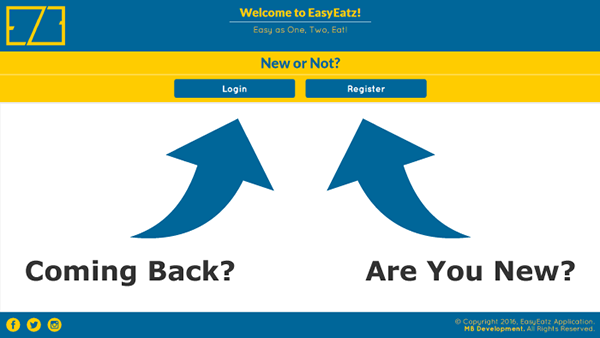 Welcome to EasyEatz!
Easy as One, Two, Eat!
New or Not?
Login Register
Coming Back? Are You New?
© Copyright 2016, EasyEatz Application.
MB Development. All Rights Reserved.